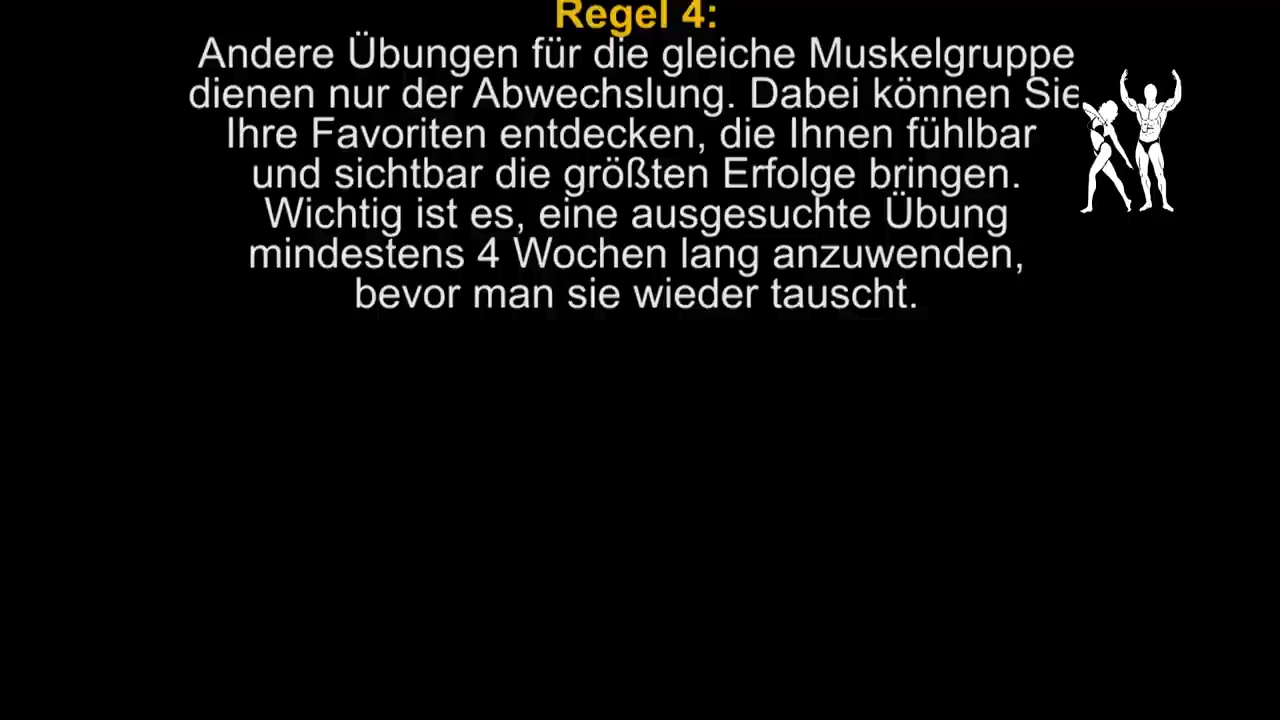 Regel 4:
Andere Übungen für die gleiche Muskelgruppe
dienen nur der Abwechslung. Dabei können Sie
Ihre Favoriten entdecken, die Ihnen fühlbar
und sichtbar die größten Erfolge bringen.
Wichtig ist es, eine ausgesuchte Übung
mindestens 4 Wochen lang anzuwenden,
bevor man sie wieder tauscht.